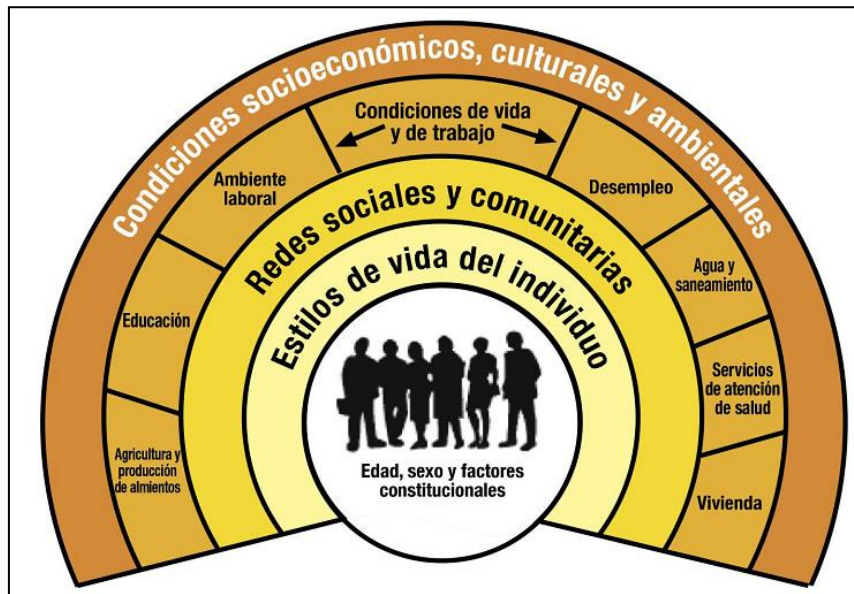 Condiciones socioeconómicos, culturales y ambientales
Condiciones de vida
y de trabajo
Ambiente
laboral
Desempleo
Redes sociales y comunitarias
Agua y
saneamiento
Educación
Estilos de vida del individuo
Servicios
de atención
de salud
Agricultura y
producción
de almientos
Edad, sexo y factores
constitucionales
Vivienda